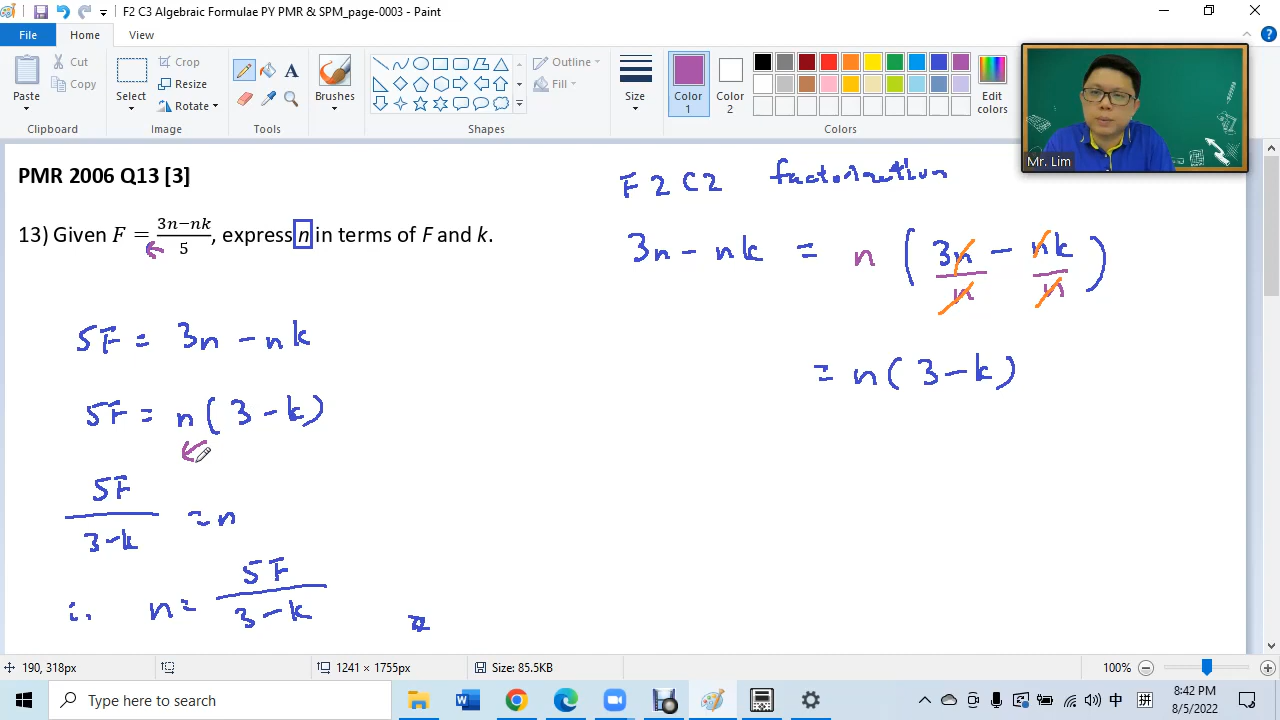 F2 C3 Algebraic Formulae PY PMR & SPM_page-0003 - Paint
File Home View
Paste Cut Copy Clipboard
Select Crop Resize Rotate Image
Tools
Brushes
Shapes Outline Fill
Size
Color 1 Color 2 Edit colors Colors
Mr. Lim
PMR 2006 Q13 [3]
13) Given F = (3n−nk)/5, express n in terms of F and k.
5F = 3n - nk
5F = n(3-k)
5F/(3-k) = n
n = 5F/(3-k)
F2 C2 factorisation
3n - nk = n (3n/n - nk/n)
= n(3-k)
190, 318px 1241 × 1755px Size: 85.5KB 100%
Type here to search
中 拼 8:42 PM
8/5/2022